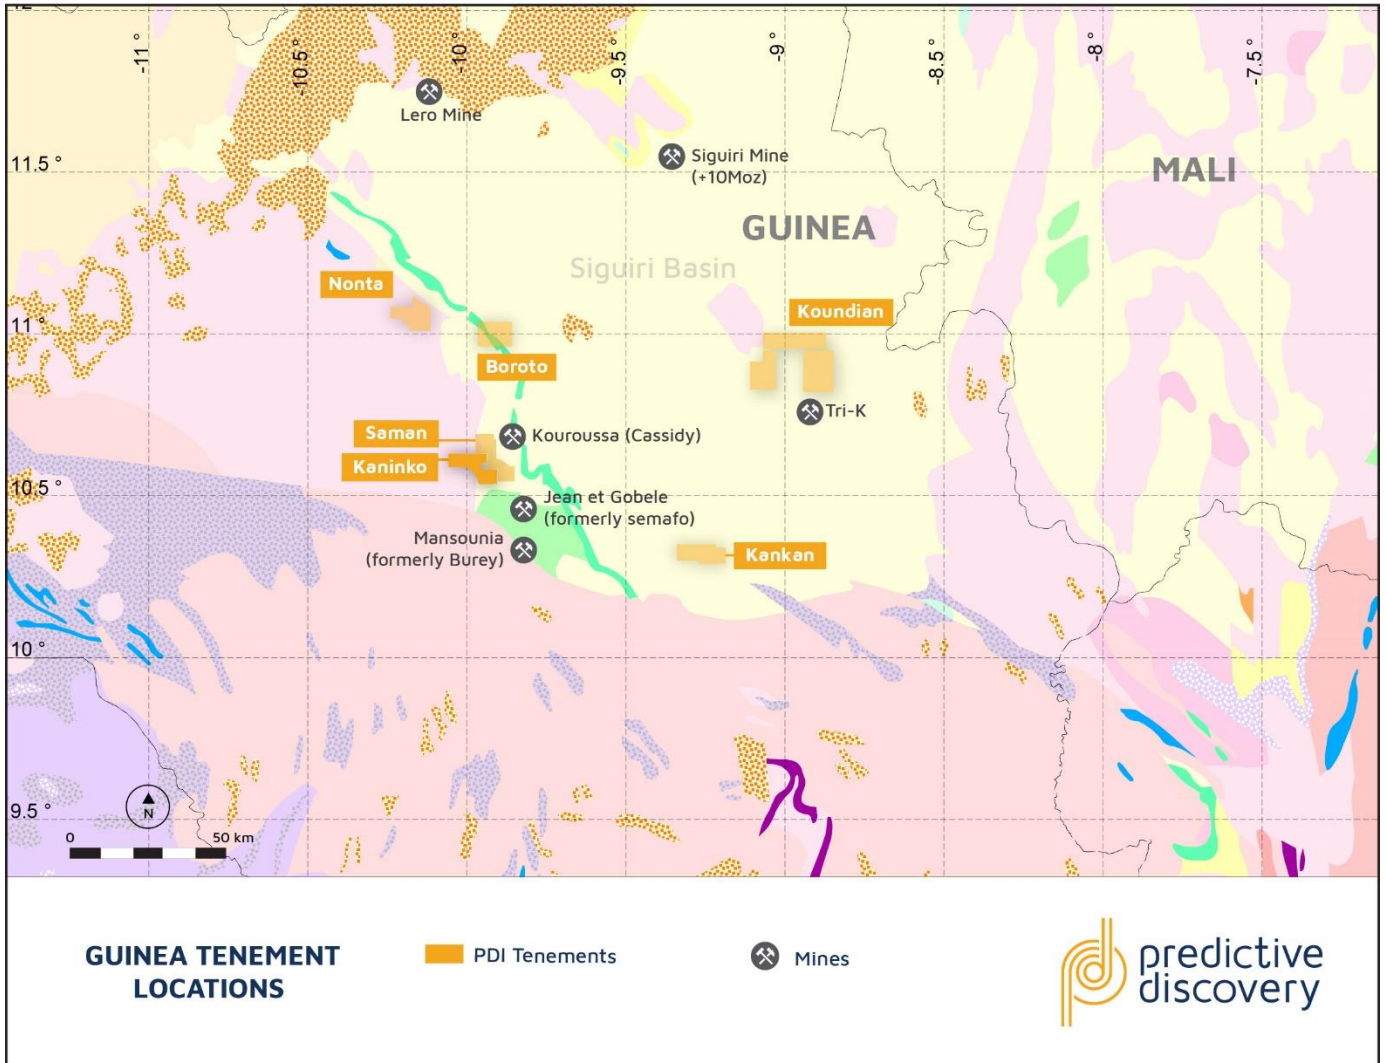 12 °
-11 °
-10.5 °
-10 °
-9.5 °
-9 °
-8.5 °
-8 °
-7.5 °
Lero Mine
11.5 °
Siguiri Mine
(+10Moz)
MALI
GUINEA
Siguiri Basin
Nonta
Koundian
11 °
Boroto
Tri-K
Saman
Kouroussa (Cassidy)
Kaninko
10.5 °
Jean et Gobele
(formerly semafo)
Mansounia
(formerly Burey)
Kankan
10 °
9.5 °
N
0 50 km
GUINEA TENEMENT
LOCATIONS
PDI Tenements
Mines
predictive
discovery